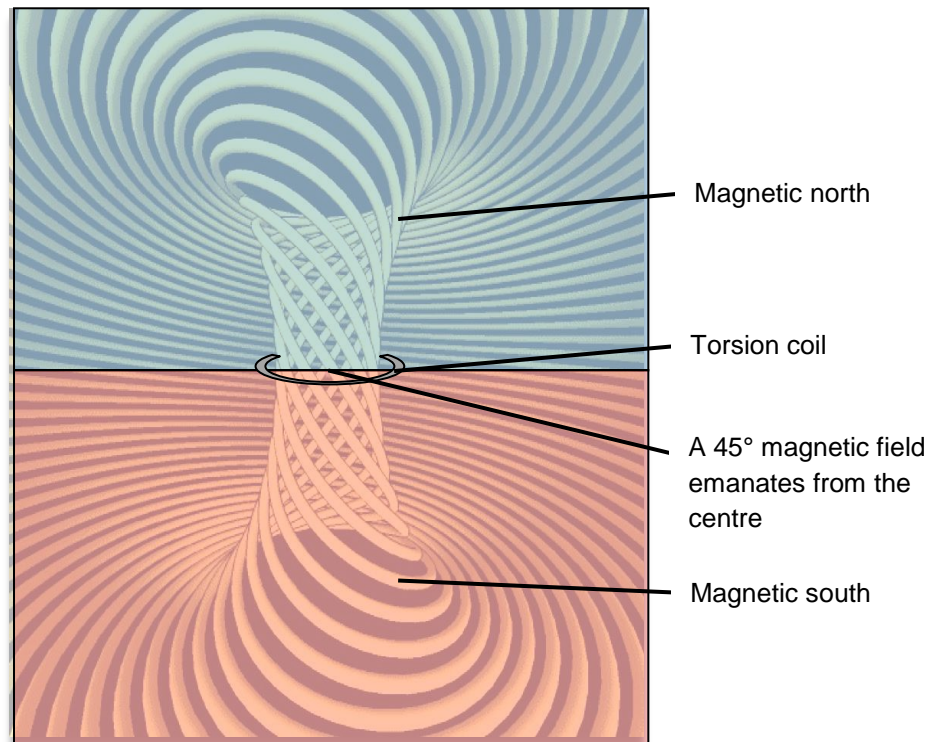 Magnetic north
Torsion coil
A 45° magnetic field
emanates from the
centre
Magnetic south